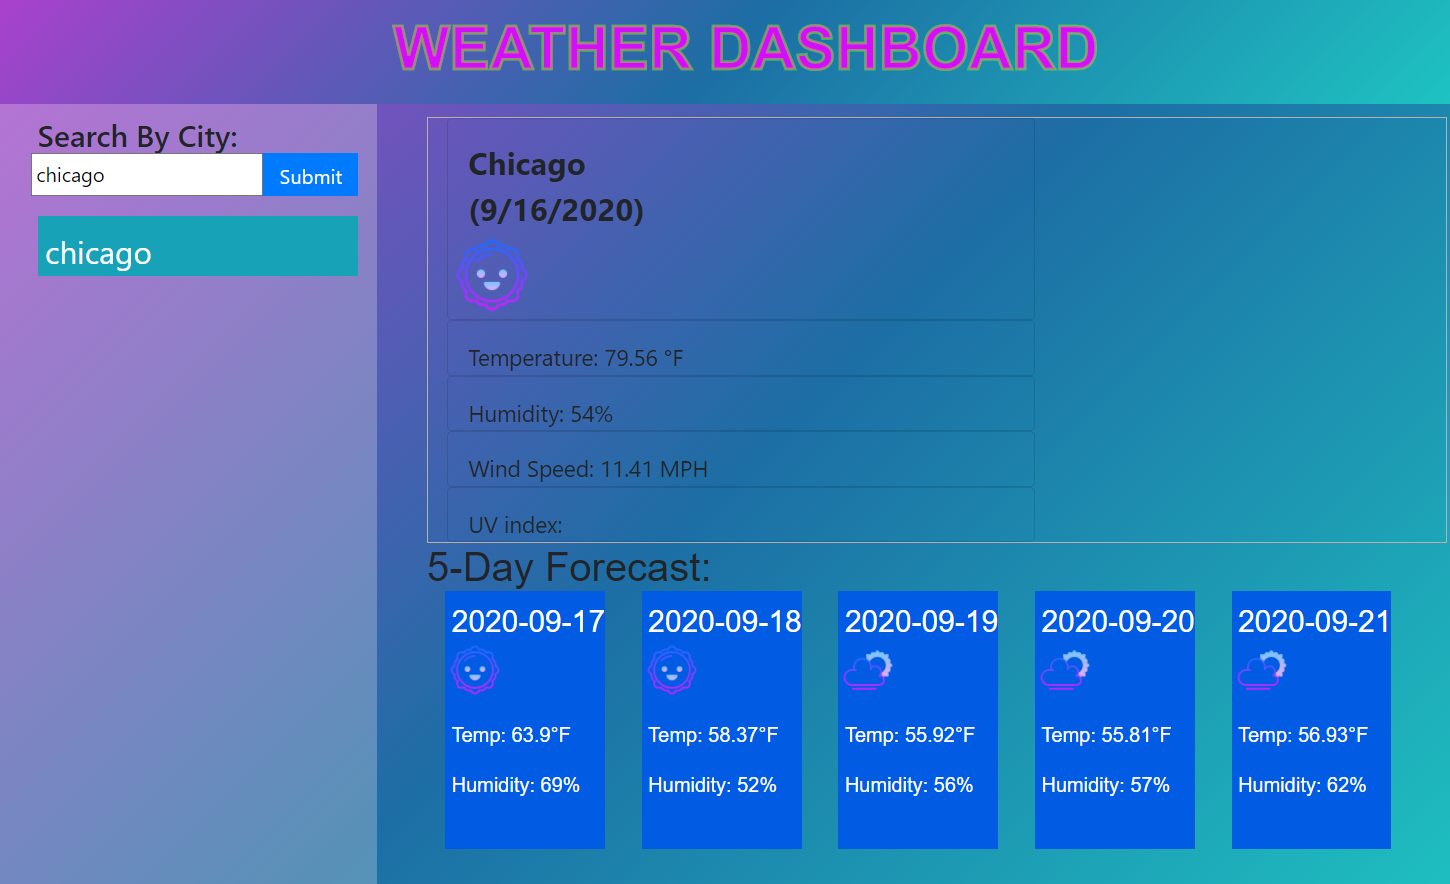 WEATHER DASHBOARD
Search By City:
chicago
Submit
chicago
Chicago
(9/16/2020)
Temperature: 79.56 °F
Humidity: 54%
Wind Speed: 11.41 MPH
UV index:
5-Day Forecast:
2020-09-17
Temp: 63.9°F
Humidity: 69%
2020-09-18
Temp: 58.37°F
Humidity: 52%
2020-09-19
Temp: 55.92°F
Humidity: 56%
2020-09-20
Temp: 55.81°F
Humidity: 57%
2020-09-21
Temp: 56.93°F
Humidity: 62%